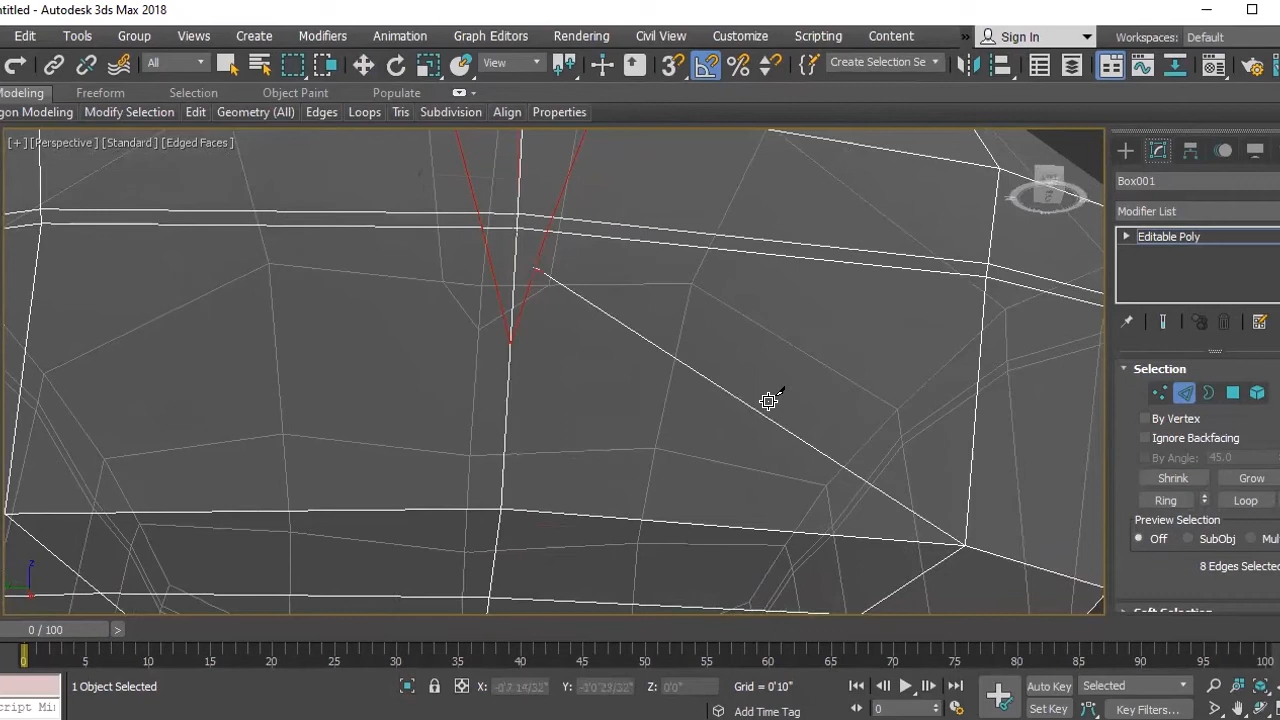 ntitled - Autodesk 3ds Max 2018
Edit Tools Group Views Create Modifiers Animation Graph Editors Rendering Civil View Customize Scripting Content Sign In Workspaces: Default
All View Create Selection Se
Modeling Freeform Selection Object Paint Populate
gon Modeling Modify Selection Edit Geometry (All) Edges Loops Tris Subdivision Align Properties
[+] [Perspective] [Standard] [Edged Faces]
Box001
Modifier List
Editable Poly
Selection
By Vertex
Ignore Backfacing
By Angle: 45.0
Shrink Grow
Ring Loop
Preview Selection
Off SubObj Mul
8 Edges Selected
0 / 100 >
0 5 10 15 20 25 30 35 40 45 50 55 60 65 70 75 80 85 90 95 100
1 Object Selected X: Y: Z: 0'0" Grid = 0'10" Auto Key Selected
cript Mi Add Time Tag 0 Set Key Key Filters...